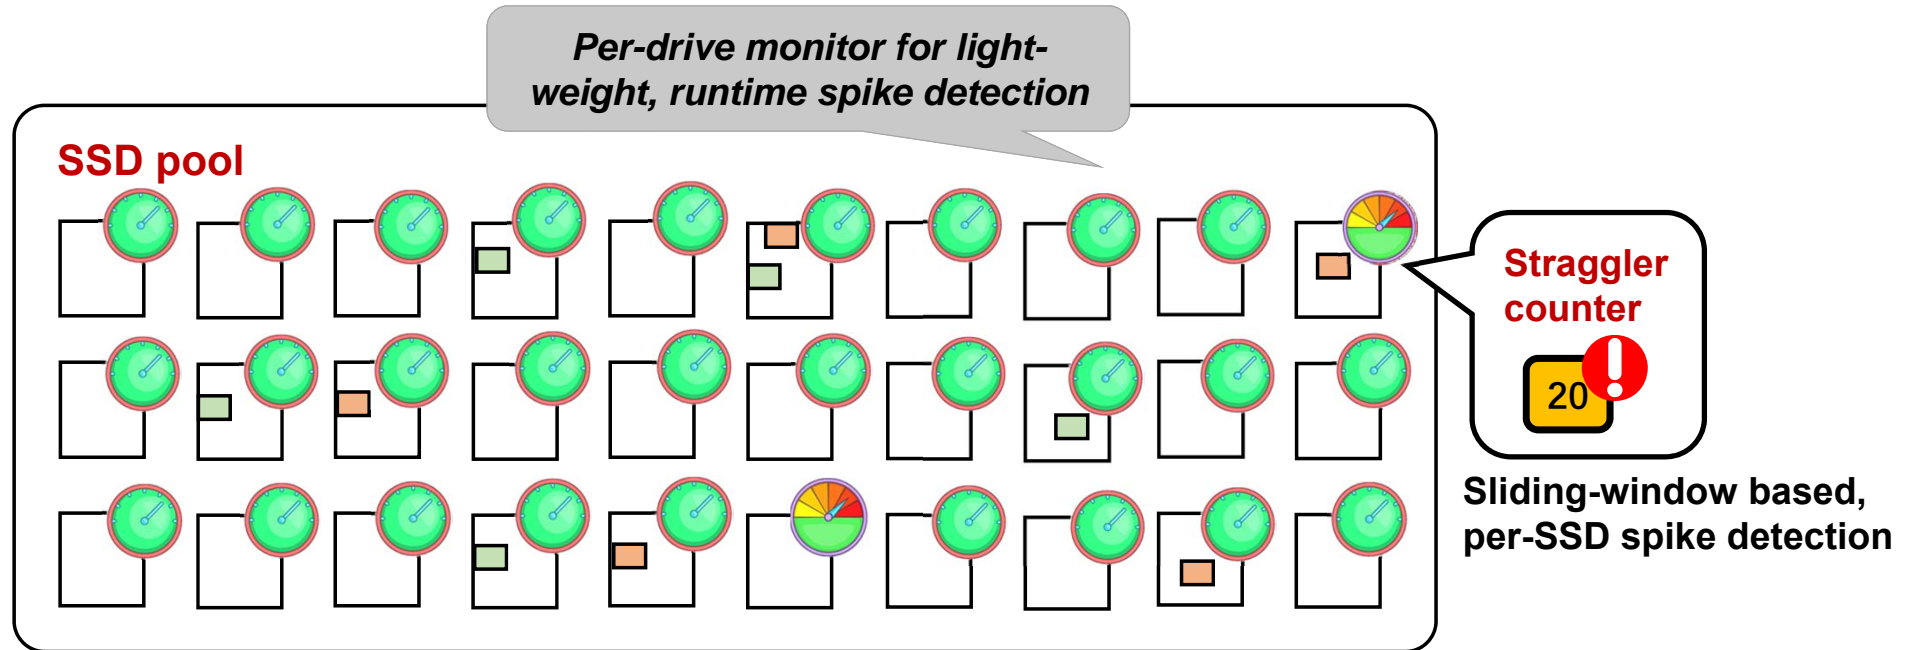 Per-drive monitor for light-
weight, runtime spike detection
SSD pool
Straggler
counter
20
Sliding-window based,
per-SSD spike detection